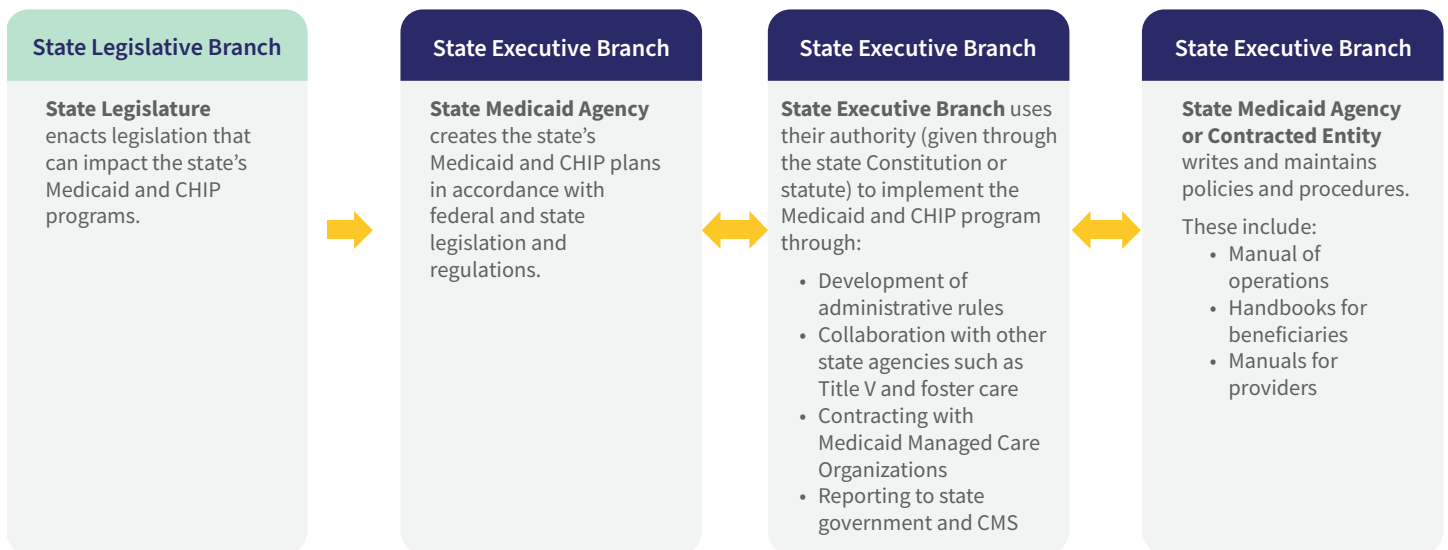 State Legislative Branch
State Legislature
enacts legislation that
can impact the state’s
Medicaid and CHIP
programs.
State Executive Branch
State Medicaid Agency
creates the state’s
Medicaid and CHIP plans
in accordance with
federal and state
legislation and
regulations.
State Executive Branch
State Executive Branch uses
their authority (given through
the state Constitution or
statute) to implement the
Medicaid and CHIP program
through:
• Development of
administrative rules
• Collaboration with other
state agencies such as
Title V and foster care
• Contracting with
Medicaid Managed Care
Organizations
• Reporting to state
government and CMS
State Executive Branch
State Medicaid Agency
or Contracted Entity
writes and maintains
policies and procedures.
These include:
• Manual of
operations
• Handbooks for
beneficiaries
• Manuals for
providers